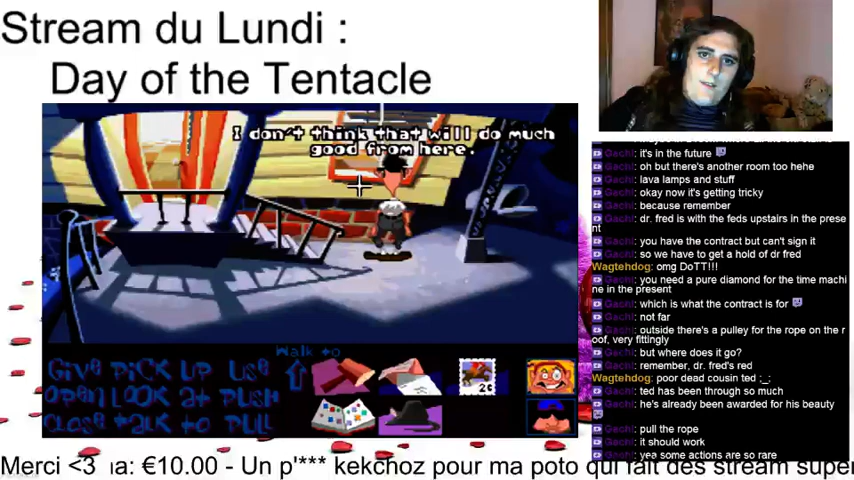 Stream du Lundi :
Day of the Tentacle
I don't think that will do much
good from here.
Walk to
Give Pick up Use
Open Look at Push
Close Talk to Pull
2¢
Gachi: it's in the future
Gachi: oh but there's another room too hehe
Gachi: lava lamps and stuff
Gachi: okay now it's getting tricky
Gachi: because remember
Gachi: dr. fred is with the feds upstairs in the prese
nt
Gachi: you have the contract but can't sign it
Gachi: so we have to get a hold of dr fred
Wagtehdog: omg DoTT!!!
Gachi: you need a pure diamond for the time machi
ne in the present
Gachi: which is what the contract is for
Gachi: not far
Gachi: outside there's a pulley for the rope on the r
oof, very fittingly
Gachi: but where does it go?
Gachi: remember, dr. fred's red
Wagtehdog: poor dead cousin ted ;_;
Gachi: ted has been through so much
Gachi: he's already been awarded for his beauty
Gachi: pull the rope
Gachi: it should work
Gachi: yea some actions are so rare
Merci <3 na: €10.00 - Un p'*** kekchoz pour ma poto qui fait des stream super